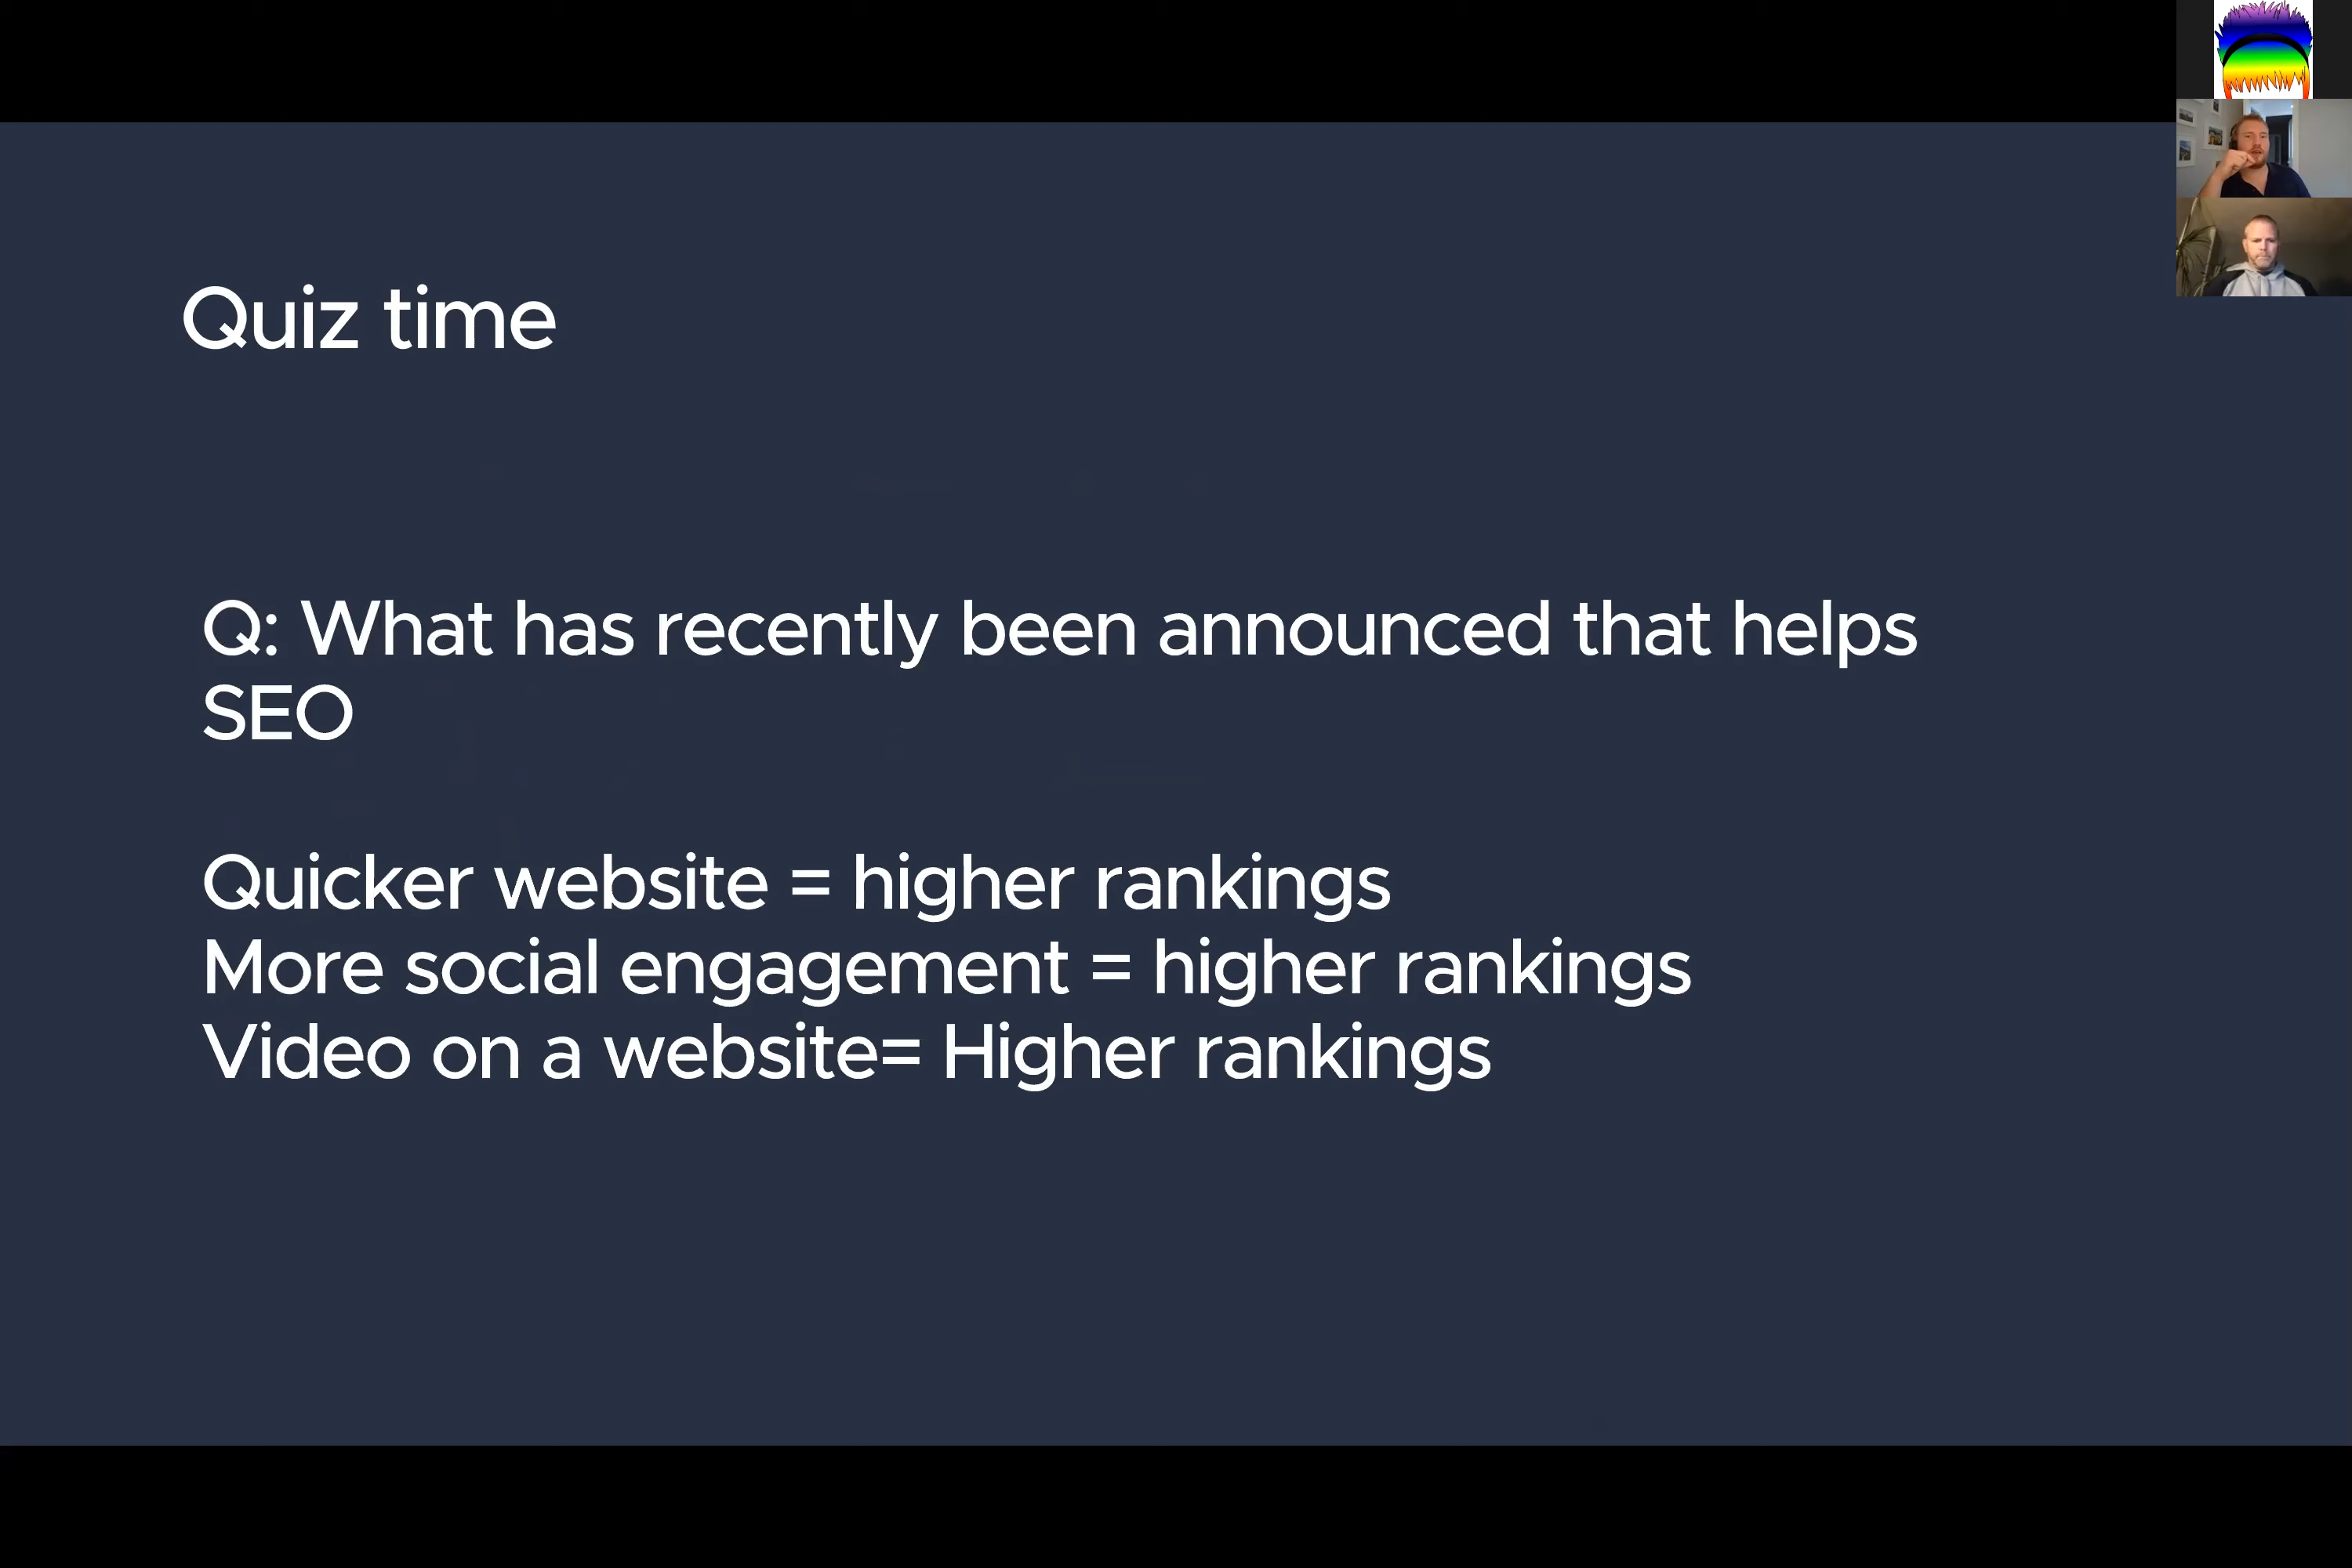 Quiz time
Q: What has recently been announced that helps
SEO
Quicker website = higher rankings
More social engagement = higher rankings
Video on a website= Higher rankings